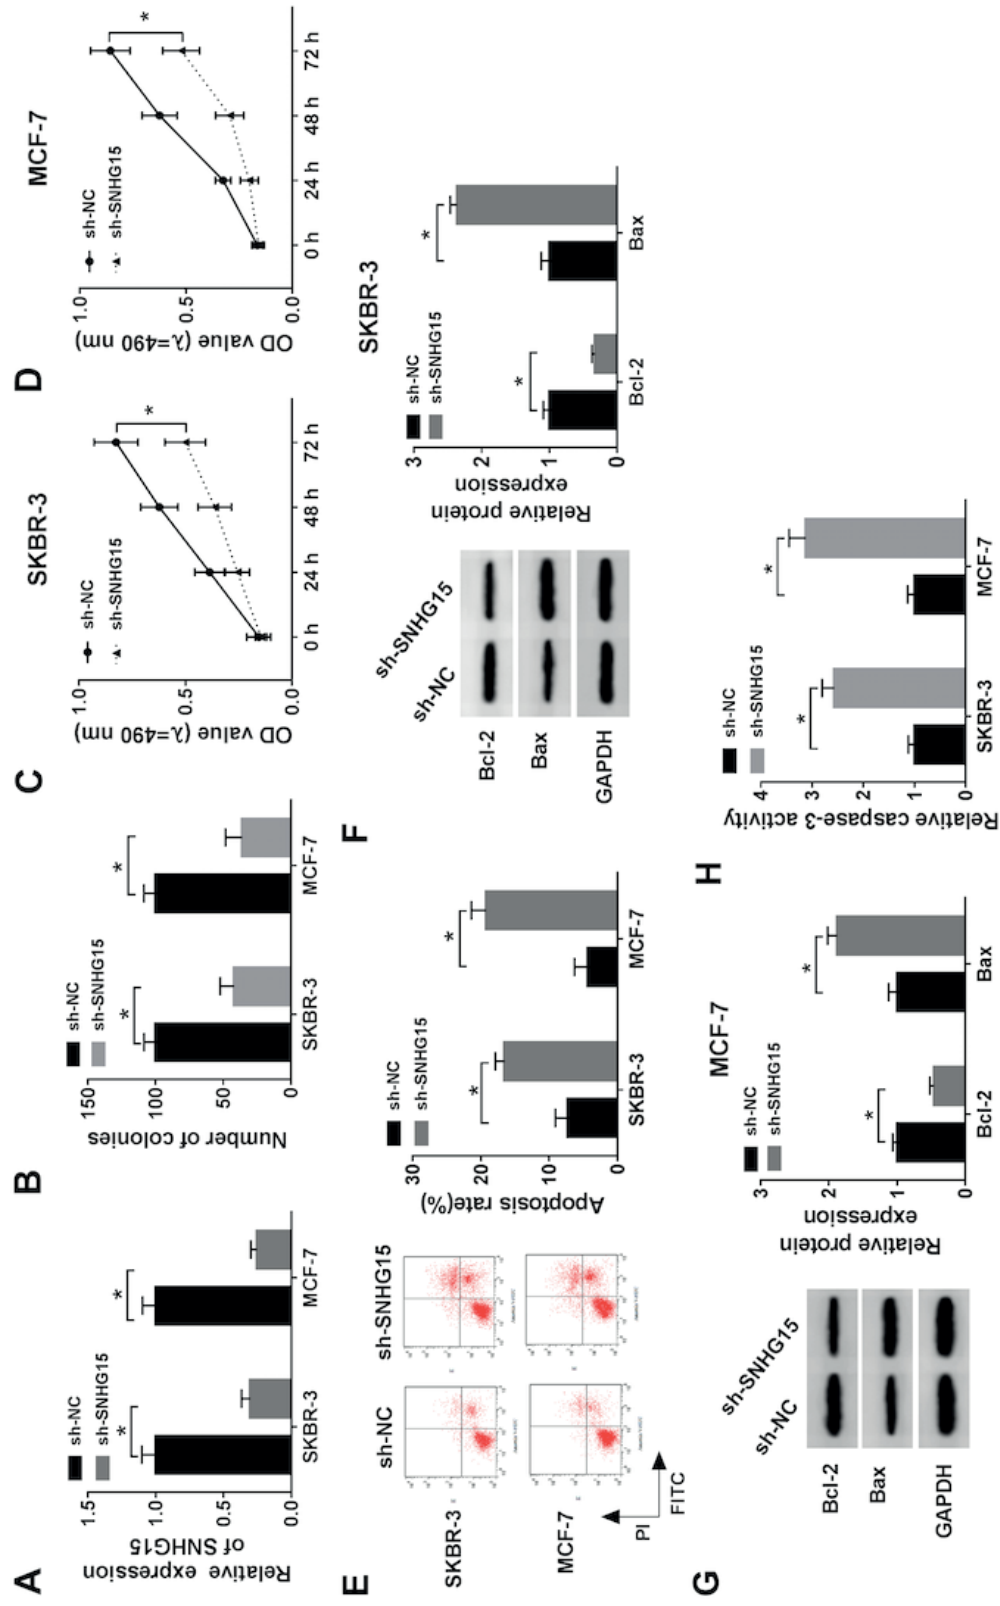 A
Relative expression
of SNHG15
1.5
1.0
0.5
0.0
sh-NC
sh-SNHG15
*
*
SKBR-3
MCF-7
B
Number of colonies
150
100
50
0
sh-NC
sh-SNHG15
*
*
SKBR-3
MCF-7
C
SKBR-3
OD value (λ=490 nm)
1.0
0.5
0.0
sh-NC
sh-SNHG15
*
0 h
24 h
48 h
72 h
D
MCF-7
OD value (λ=490 nm)
1.0
0.5
0.0
sh-NC
sh-SNHG15
*
0 h
24 h
48 h
72 h
E
sh-NC
sh-SNHG15
SKBR-3
MCF-7
PI
FITC
Apoptosis rate(%)
30
20
10
0
sh-NC
sh-SNHG15
*
*
SKBR-3
MCF-7
F
sh-NC
sh-SNHG15
Bcl-2
Bax
GAPDH
SKBR-3
Relative protein
expression
3
2
1
0
sh-NC
sh-SNHG15
*
*
Bcl-2
Bax
G
sh-NC
sh-SNHG15
Bcl-2
Bax
GAPDH
MCF-7
Relative protein
expression
3
2
1
0
sh-NC
sh-SNHG15
*
*
Bcl-2
Bax
H
Relative caspase-3 activity
4
3
2
1
0
sh-NC
sh-SNHG15
*
*
SKBR-3
MCF-7